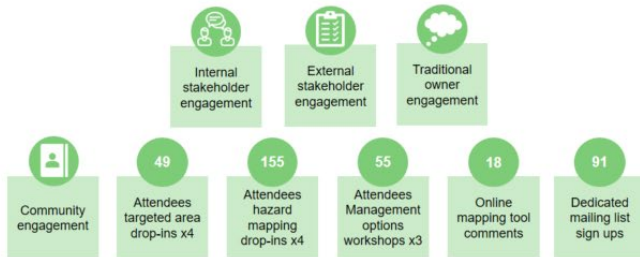 Internal
stakeholder
engagement
External
stakeholder
engagement
Traditional
owner
engagement
Community
engagement
49
Attendees
targeted area
drop-ins x4
155
Attendees
hazard
mapping
drop-ins x4
55
Attendees
Management
options
workshops x3
18
Online
mapping tool
comments
91
Dedicated
mailing list
sign ups